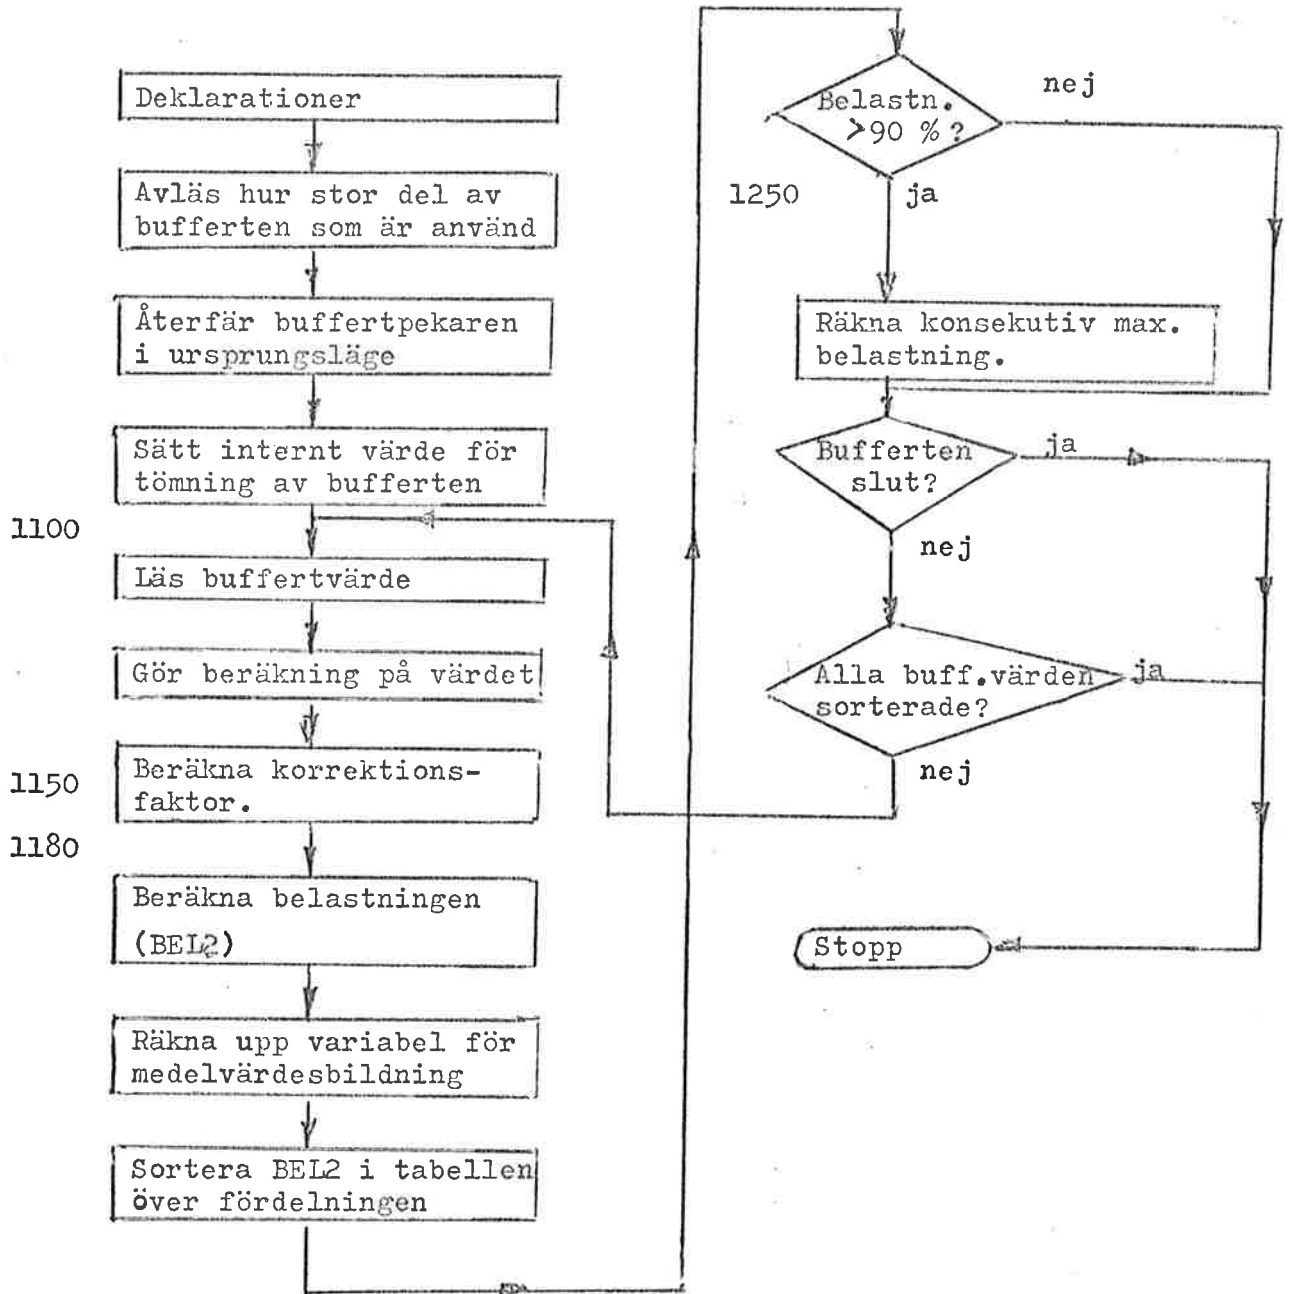 Deklarationer
Avläs hur stor del av
bufferten som är använd
Återfär buffertpekaren
i ursprungsläge
Sätt internt värde för
tömning av bufferten
1100
Läs buffertvärde
Gör beräkning på värdet
1150
Beräkna korrektions-
faktor.
1180
Beräkna belastningen
(BEL2)
Räkna upp variabel för
medelvärdesbildning
Sortera BEL2 i tabellen
över fördelningen
Belastn.
>90 %?
nej
1250
ja
Räkna konsekutiv max.
belastning.
Bufferten
slut?
ja
nej
Alla buff.värden
sorterade?
ja
nej
Stopp